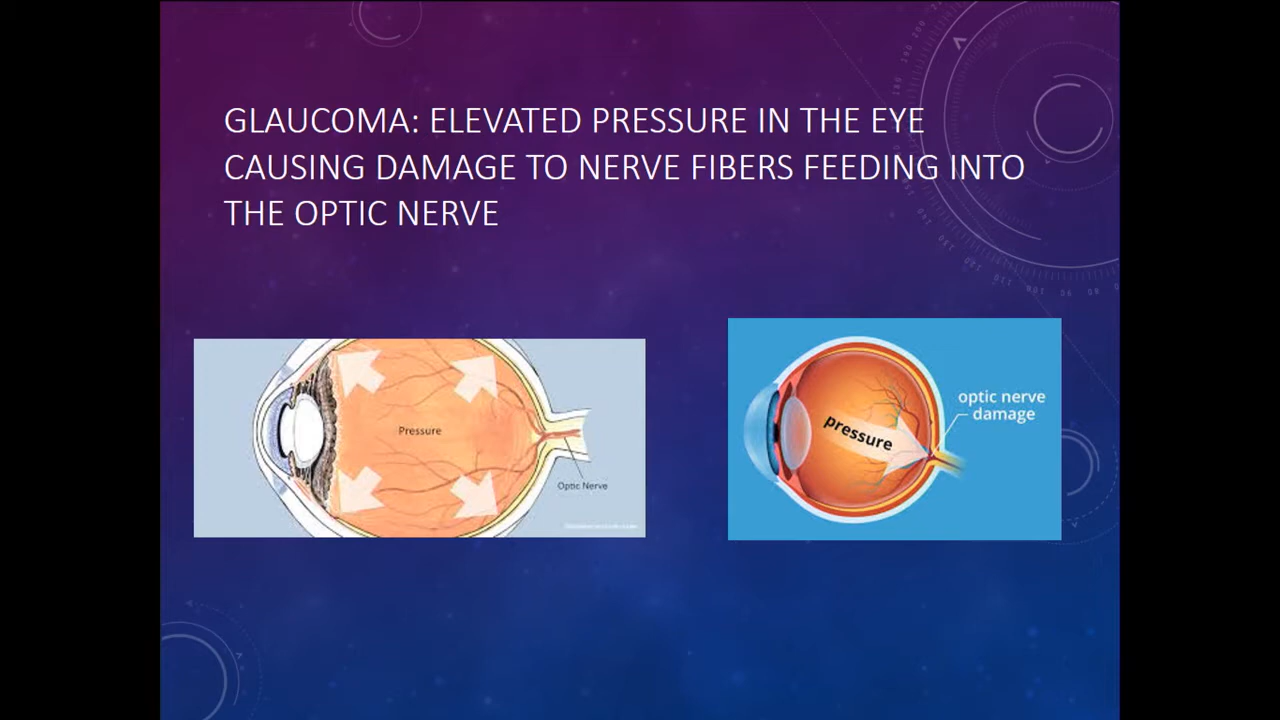 GLAUCOMA: ELEVATED PRESSURE IN THE EYE
CAUSING DAMAGE TO NERVE FIBERS FEEDING INTO
THE OPTIC NERVE
Pressure
Optic Nerve
pressure
optic nerve
damage